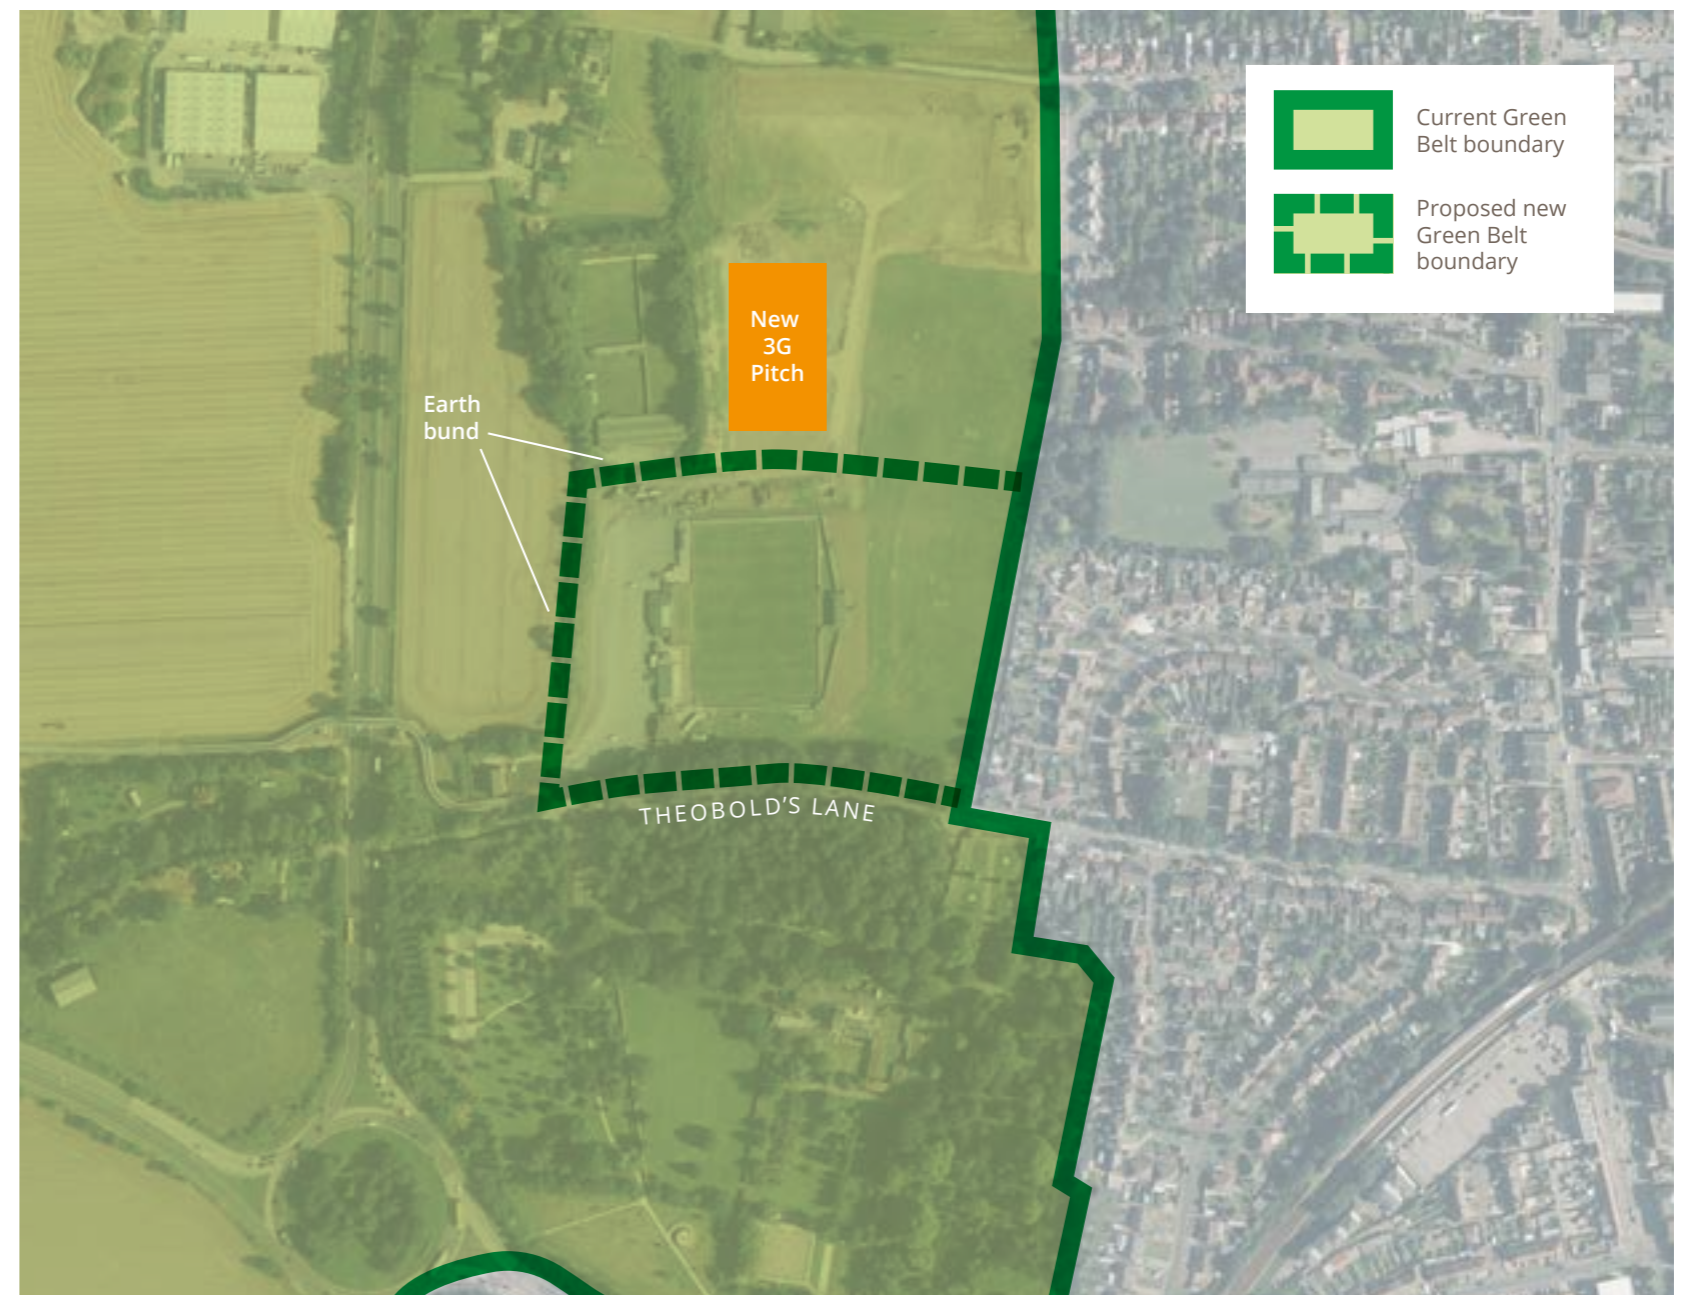 Current Green
Belt boundary
Proposed new
Green Belt
boundary
New
3G
Pitch
Earth
bund
THEOBOLD'S LANE